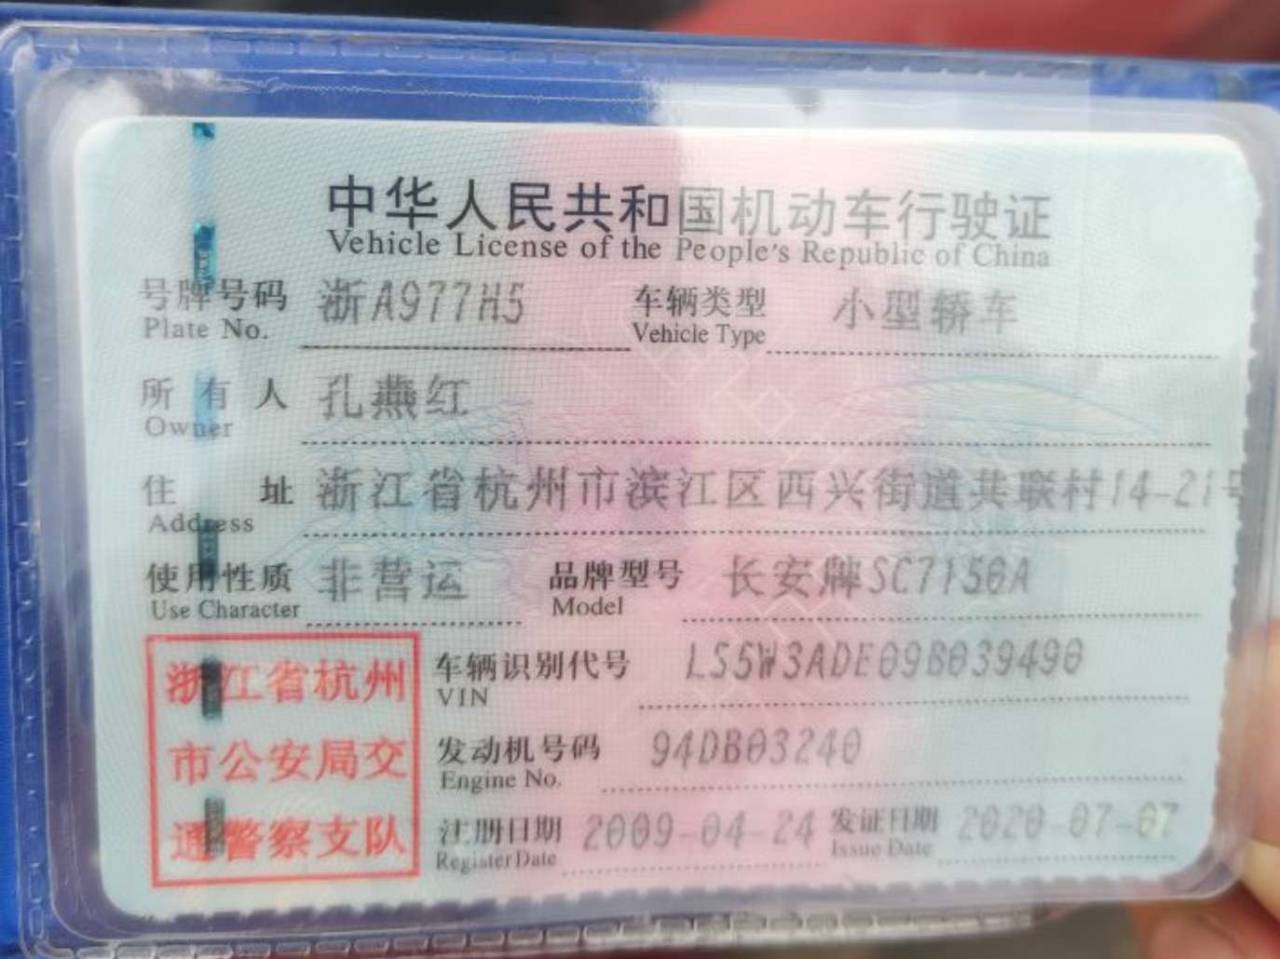 中华人民共和国机动车行驶证
Vehicle License of the People's Republic of China
号牌号码 浙A977H5 车辆类型 小型轿车
Plate No. Vehicle Type
所有人 孔燕红
Owner
住址 浙江省杭州市滨江区西兴街道共联村14-21号
Address
使用性质 非营运 品牌型号 长安牌SC7150A
Use Character Model
浙江省杭州 车辆识别代号 LS5W3ADE09B039490
VIN
市公安局交 发动机号码 94DB03240
Engine No.
通警察支队 注册日期 2009-04-24 发证日期 2020-07-07
Register Date Issue Date